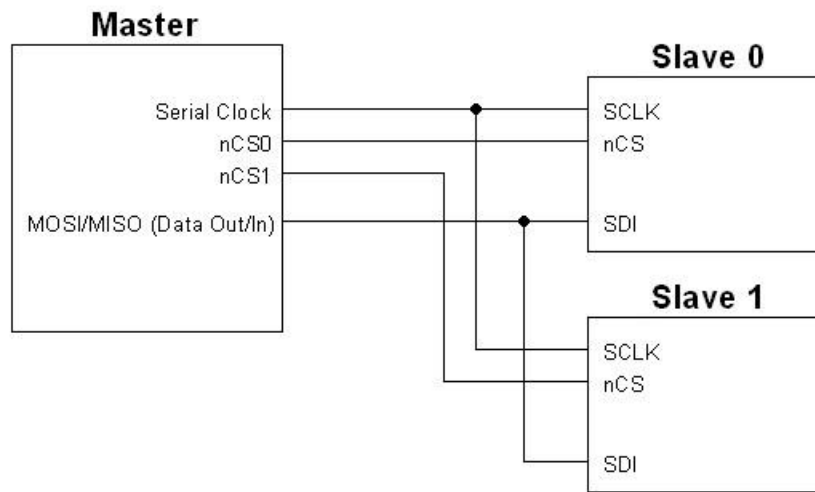 Master
Serial Clock
nCS0
nCS1
MOSI/MISO (Data Out/In)
Slave 0
SCLK
nCS
SDI
Slave 1
SCLK
nCS
SDI